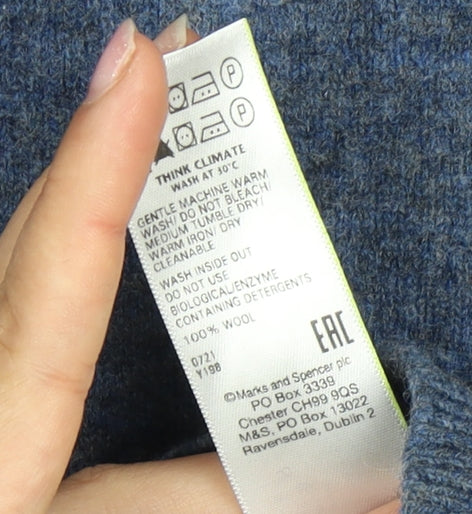 P
P
THINK CLIMATE
WASH AT 30°C
GENTLE MACHINE WARM
WASH/ DO NOT BLEACH/
MEDIUM TUMBLE DRY/
WARM IRON/ DRY
CLEANABLE
WASH INSIDE OUT
DO NOT USE
BIOLOGICAL/ENZYME
CONTAINING DETERGENTS
100% WOOL
0721
Y198
EAC
©Marks and Spencer plc
PO Box 3339
Chester CH99 9QS
M&S, PO Box 13022
Ravensdale, Dublin 2